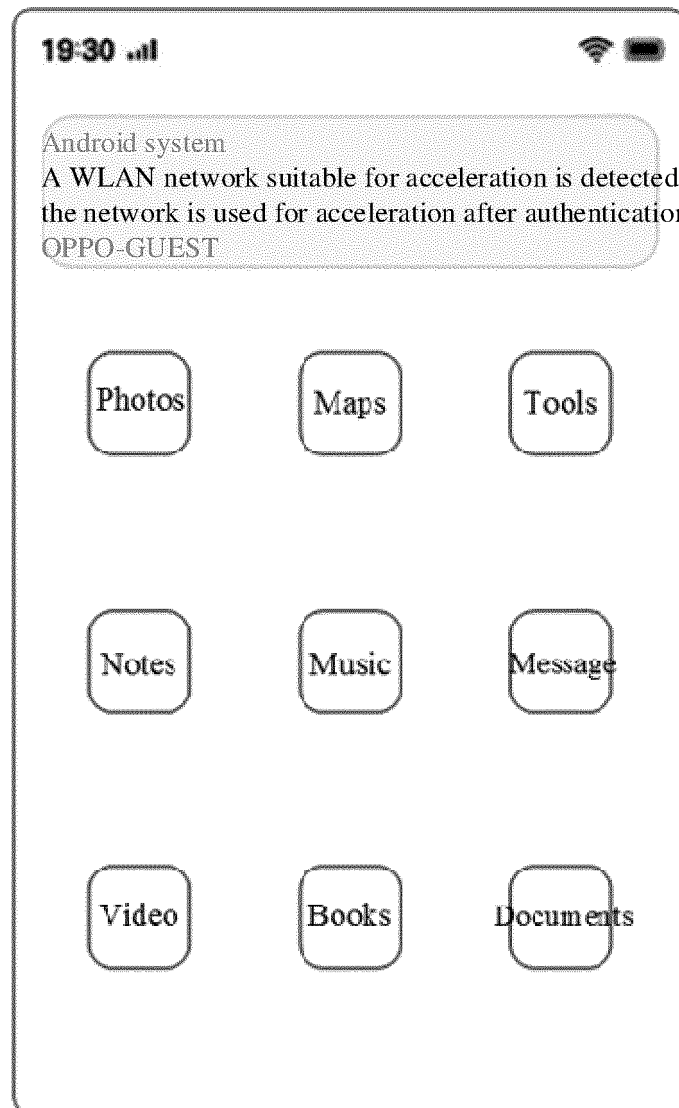 19:30
Android system
A WLAN network suitable for acceleration is detected
the network is used for acceleration after authentication
OPPO-GUEST
Photos Maps Tools
Notes Music Message
Video Books Documents